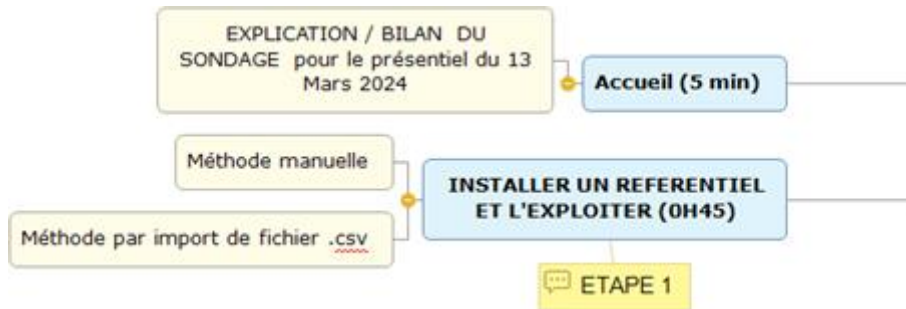 EXPLICATION / BILAN DU
SONDAGE pour le présentiel du 13
Mars 2024
Accueil (5 min)
Méthode manuelle
INSTALLER UN REFERENTIEL
ET L'EXPLOITER (0H45)
Méthode par import de fichier .csv
ETAPE 1